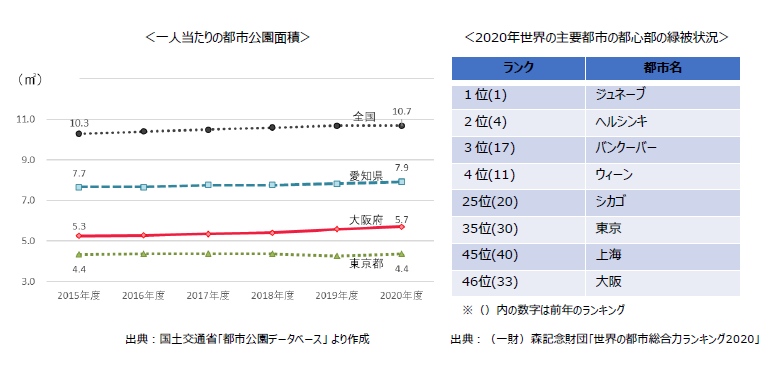 <一人当たりの都市公園面積>
(㎡)
11.0
9.0
7.0
5.0
3.0
10.3
全国
10.7
7.7
愛知県
7.9
5.3
大阪府
5.7
4.4
東京都
4.4
2015年度 2016年度 2017年度 2018年度 2019年度 2020年度
出典:国土交通省「都市公園データベース」より作成
<2020年世界の主要都市の都心部の緑被状況>
ランク 都市名
1位(1) ジュネーブ
2位(4) ヘルシンキ
3位(17) バンクーバー
4位(11) ウィーン
25位(20) シカゴ
35位(30) 東京
45位(40) 上海
46位(33) 大阪
※()内の数字は前年のランキング
出典:(一財)森記念財団「世界の都市総合力ランキング2020」